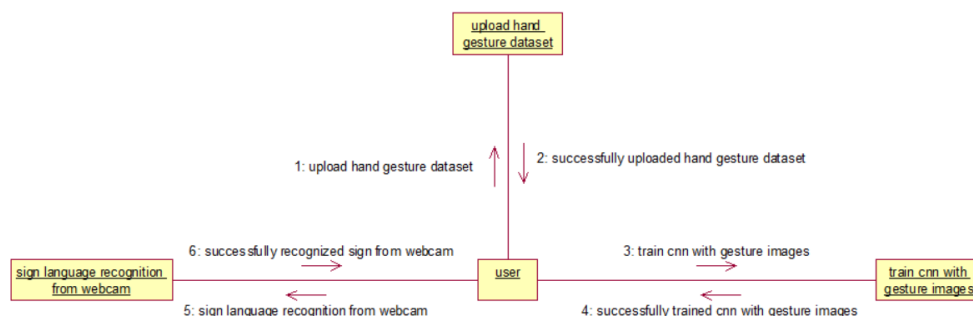 upload hand
gesture dataset
1: upload hand gesture dataset
2: successfully uploaded hand gesture dataset
6: successfully recognized sign from webcam
3: train cnn with gesture images
sign language recognition
from webcam
user
train cnn with
gesture images
5: sign language recognition from webcam
4: successfully trained cnn with gesture images